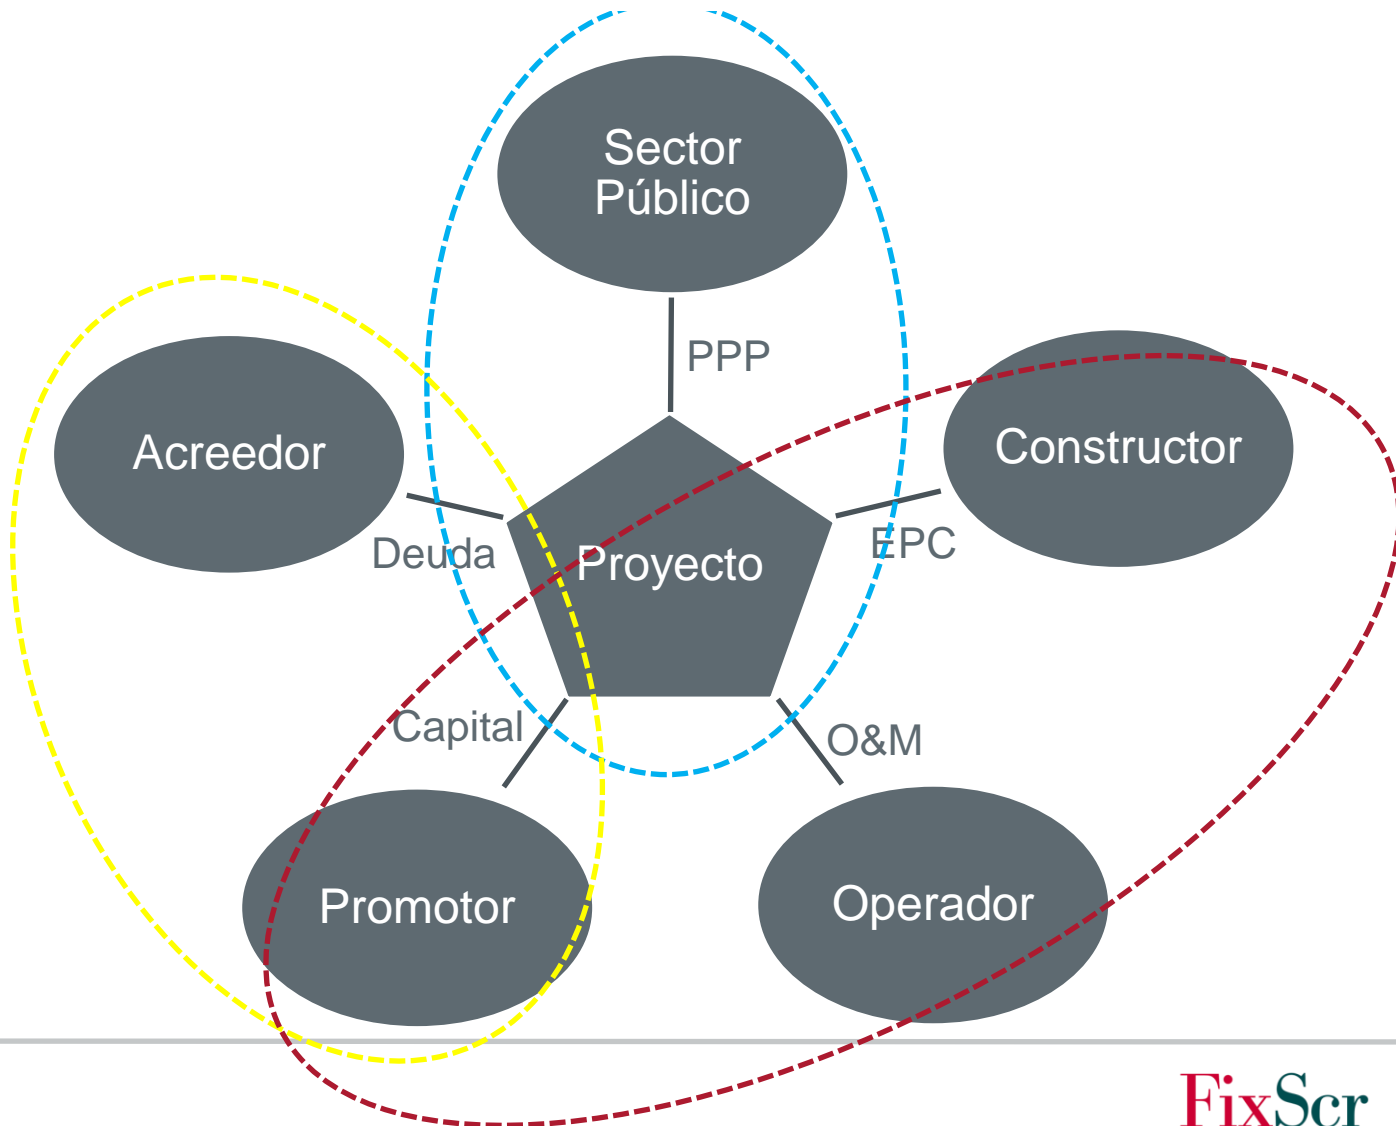 Sector
Público
PPP
Acreedor
Constructor
Deuda
Proyecto
EPC
Capital
O&M
Promotor
Operador
FixScr